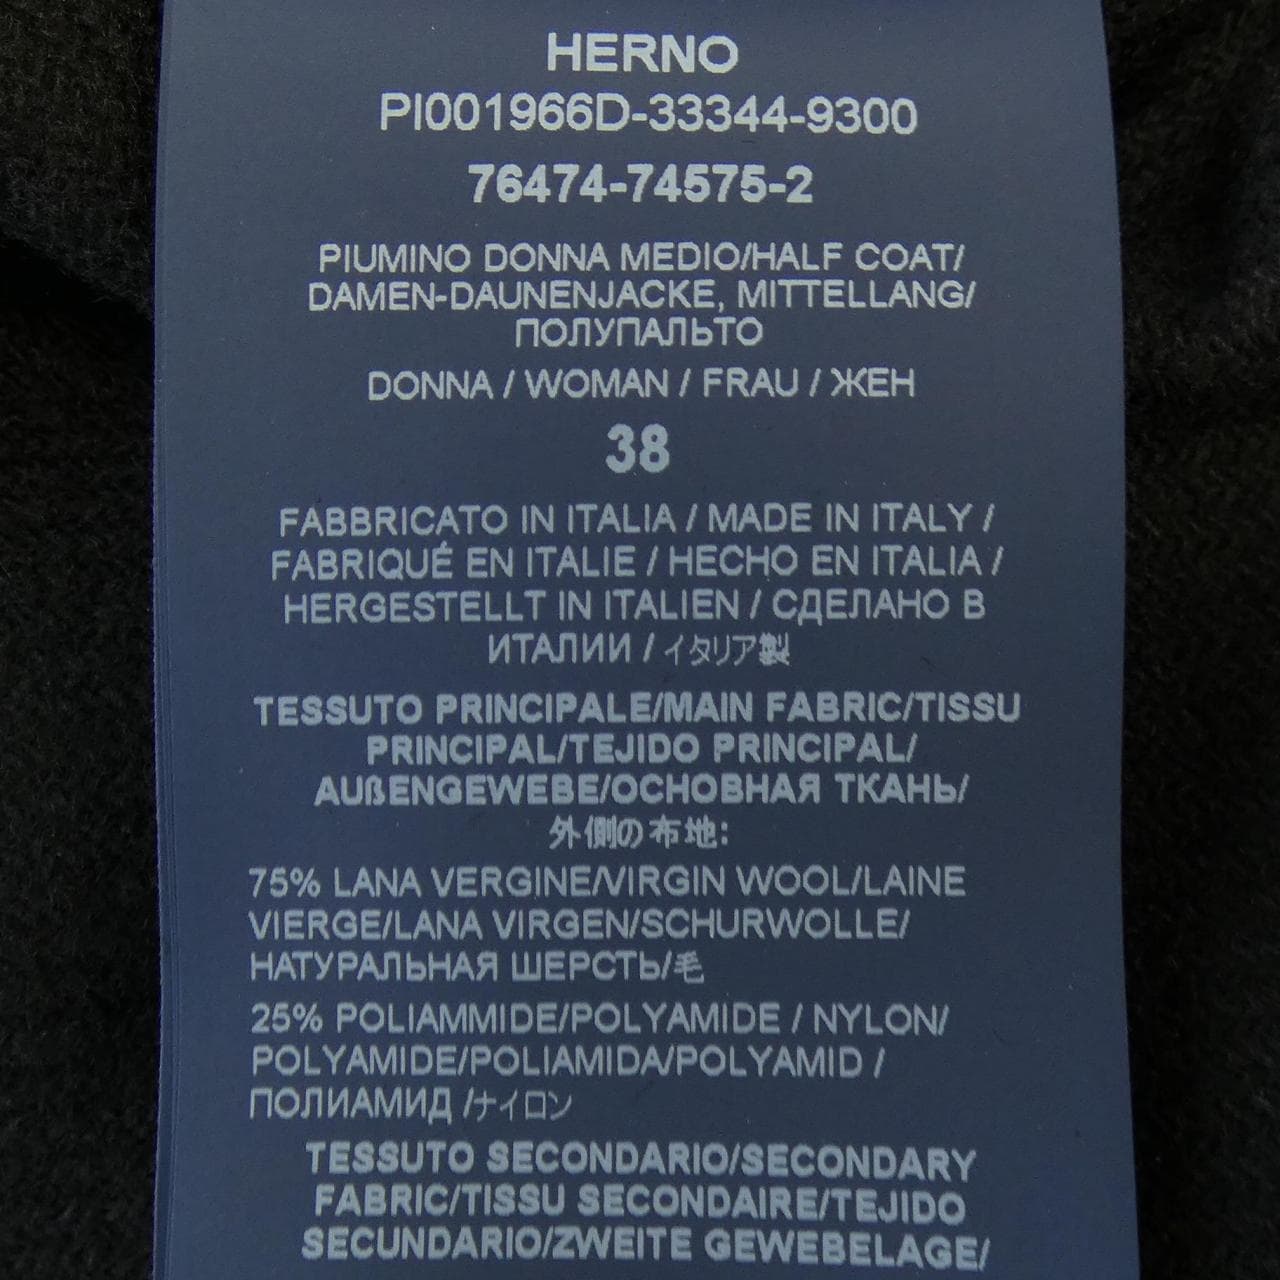 HERNO
PI001966D-33344-9300
76474-74575-2
PIUMINO DONNA MEDIO/HALF COAT/
DAMEN-DAUNENJACKE, MITTELLANG/
ПОЛУПАЛЬТО
DONNA / WOMAN / FRAU / ЖЕН
38
FABBRICATO IN ITALIA / MADE IN ITALY /
FABRIQUÉ EN ITALIE / HECHO EN ITALIA /
HERGESTELLT IN ITALIEN / СДЕЛАНО В
ИТАЛИИ / イタリア製
TESSUTO PRINCIPALE/MAIN FABRIC/TISSU
PRINCIPAL/TEJIDO PRINCIPAL/
AUßENGEWEBE/ОСНОВНАЯ ТКАНЬ/
外側の布地:
75% LANA VERGINE/VIRGIN WOOL/LAINE
VIERGE/LANA VIRGEN/SCHURWOLLE/
НАТУРАЛЬНАЯ ШЕРСТЬ/毛
25% POLIAMMIDE/POLYAMIDE / NYLON/
POLYAMIDE/POLIAMIDA/POLYAMID /
ПОЛИАМИД /ナイロン
TESSUTO SECONDARIO/SECONDARY
FABRIC/TISSU SECONDAIRE/TEJIDO
SECUNDARIO/ZWEITE GEWEBELAGE/